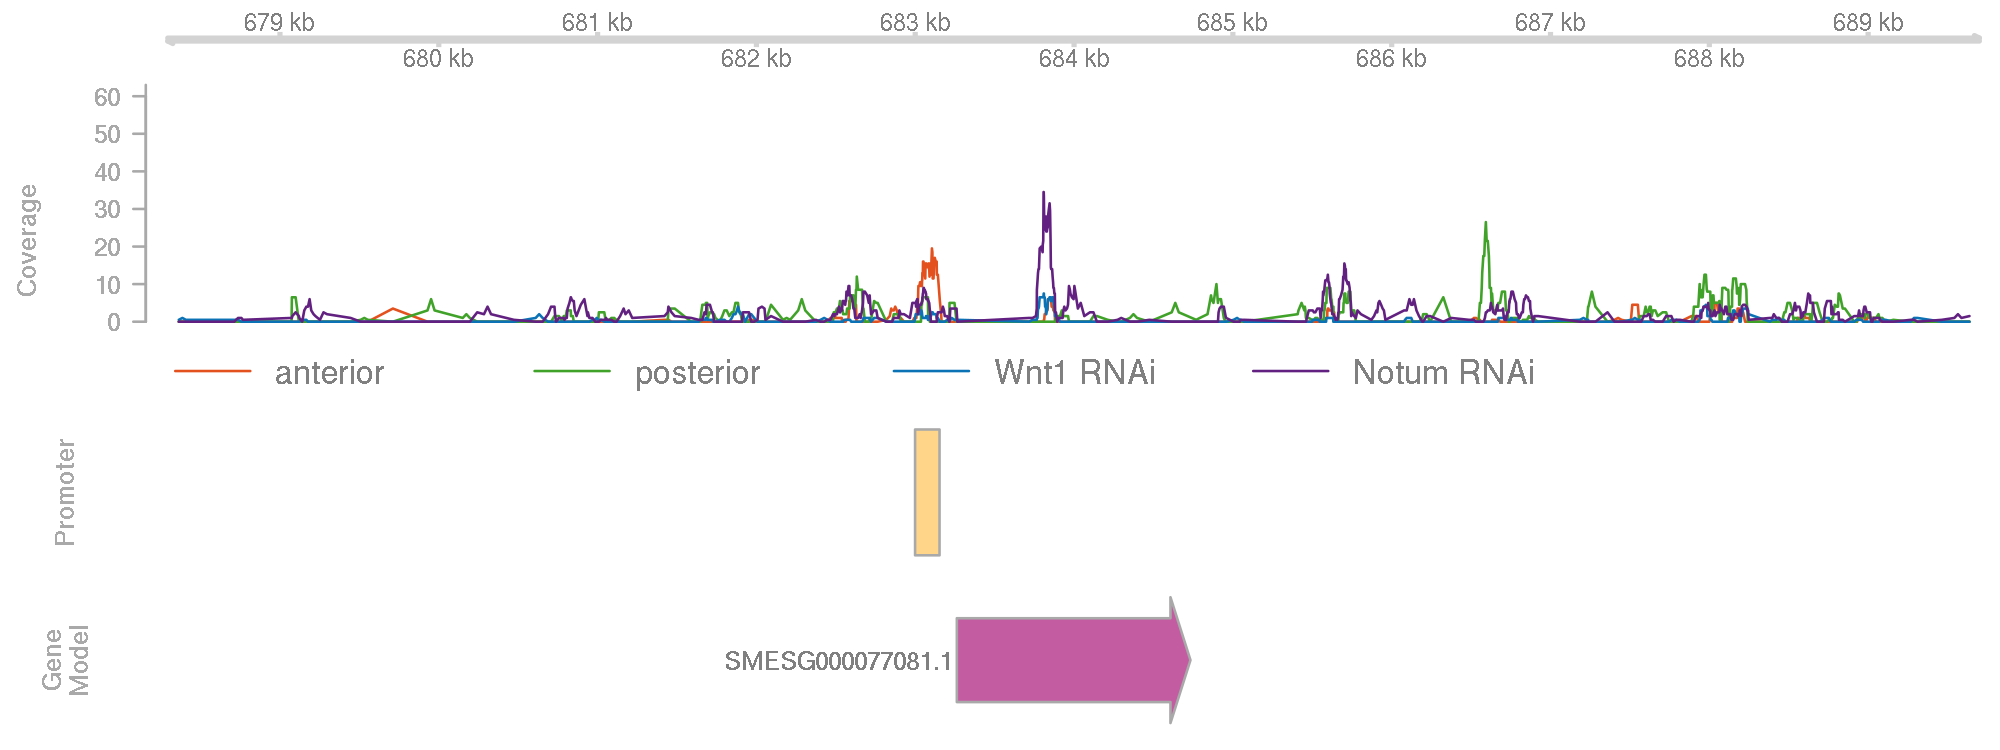 679 kb 681 kb 683 kb 685 kb 687 kb 689 kb
680 kb 682 kb 684 kb 686 kb 688 kb
60
50
40
30
20
10
0
Coverage
anterior posterior Wnt1 RNAi Notum RNAi
Promoter
Gene
Model
SMESG000077081.1